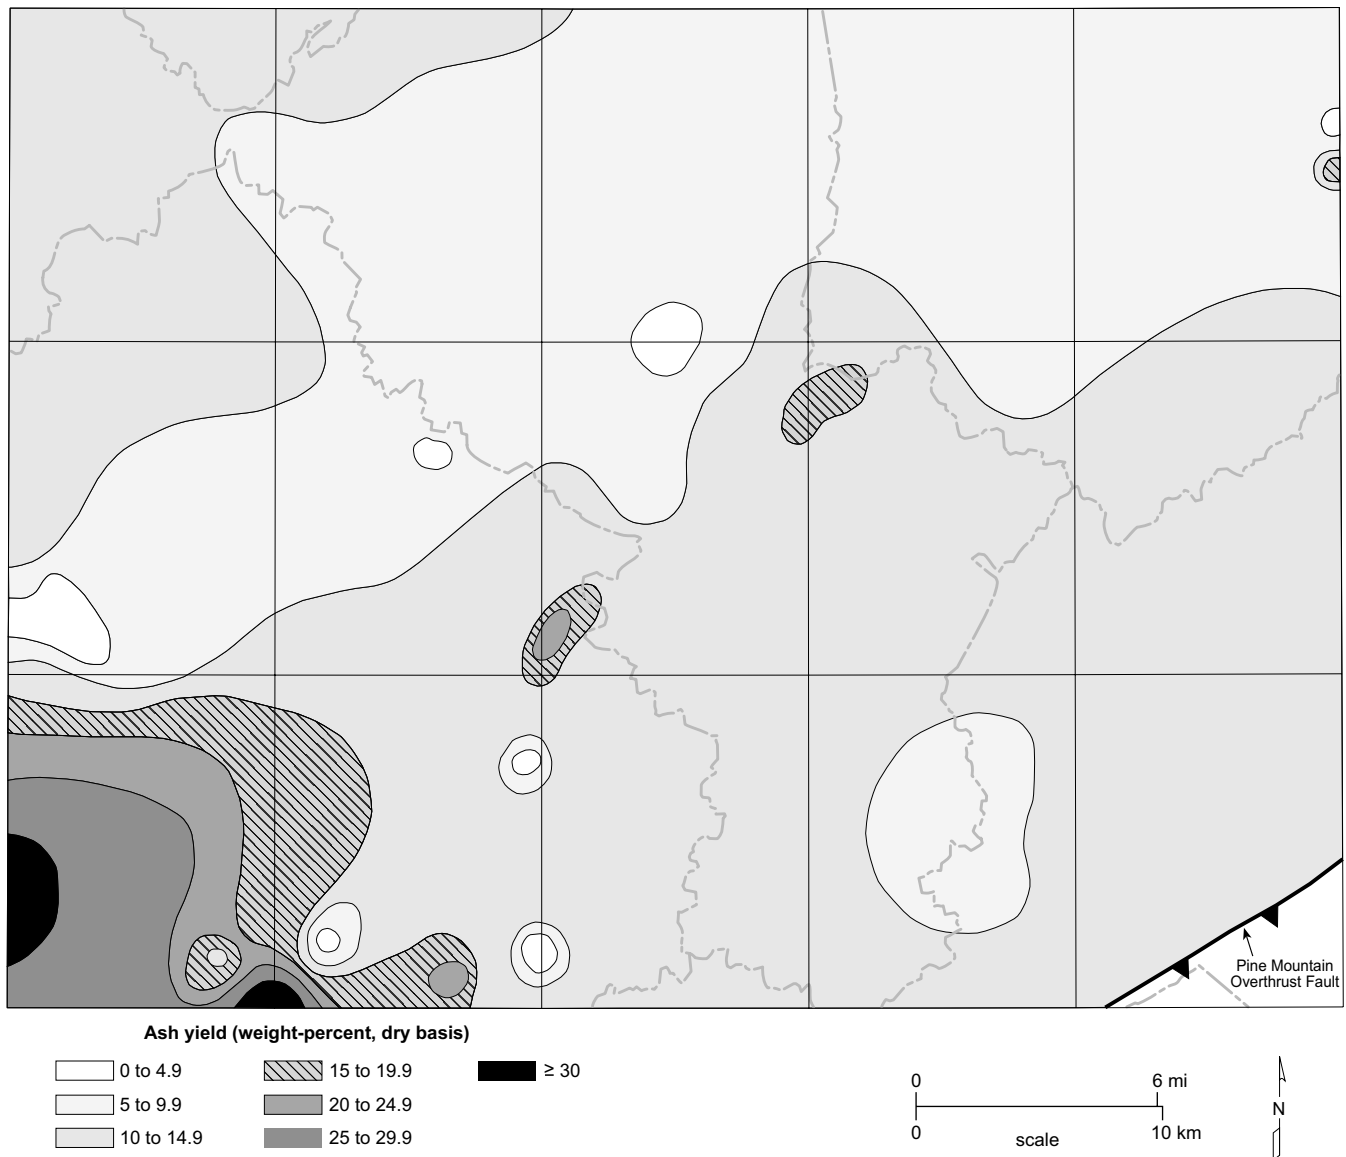 Pine Mountain
Overthrust Fault
Ash yield (weight-percent, dry basis)
0 to 4.9
15 to 19.9
≥ 30
5 to 9.9
20 to 24.9
10 to 14.9
25 to 29.9
0
6 mi
0
scale
10 km
N